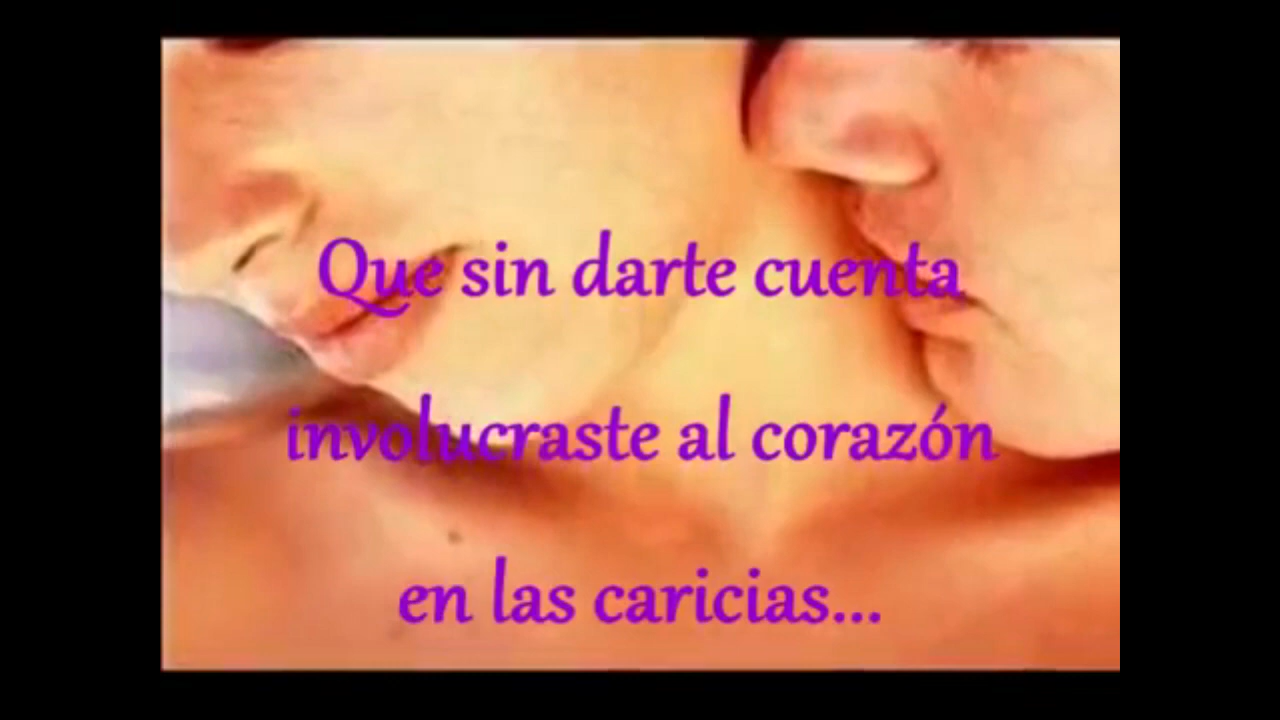 Que sin darte cuenta
involucraste al corazón
en las caricias...